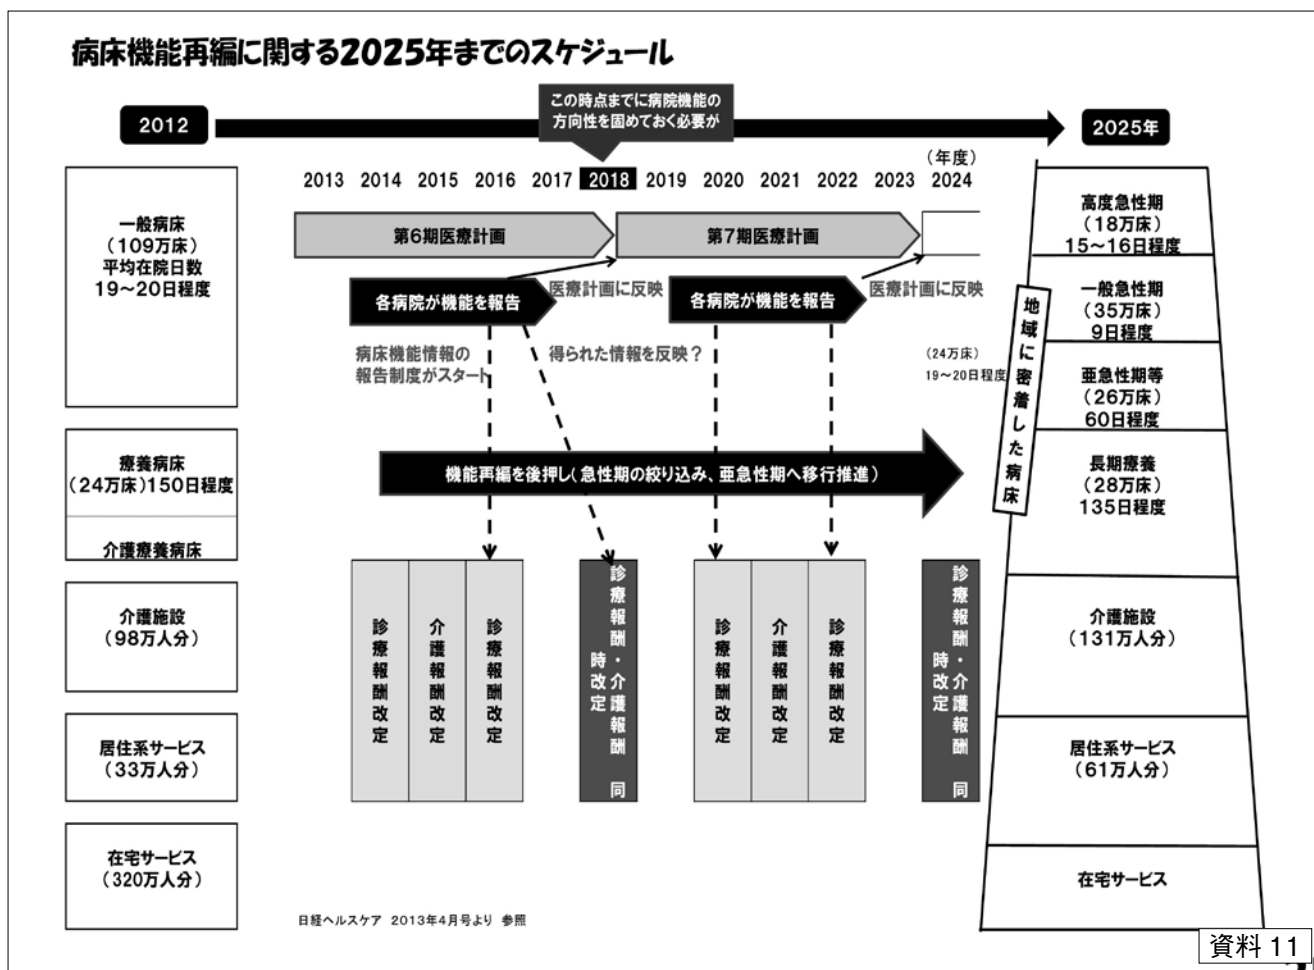 病床機能再編に関する2025年までのスケジュール
この時点までに病院機能の
方向性を固めておく必要が
2012
2025年
(年度)
2013 2014 2015 2016 2017 2018 2019 2020 2021 2022 2023 2024
第6期医療計画
第7期医療計画
各病院が機能を報告
医療計画に反映
各病院が機能を報告
医療計画に反映
病床機能情報の
報告制度がスタート
得られた情報を反映？
(24万床)
19～20日程度
機能再編を後押し(急性期の絞り込み、亜急性期へ移行推進)
診療報酬改定
介護報酬改定
診療報酬改定
診療報酬・介護報酬　同
時改定
診療報酬改定
介護報酬改定
診療報酬改定
診療報酬・介護報酬　同
時改定
一般病床
(109万床)
平均在院日数
19～20日程度
療養病床
(24万床)150日程度
介護療養病床
介護施設
(98万人分)
居住系サービス
(33万人分)
在宅サービス
(320万人分)
地域に密着した病床
高度急性期
(18万床)
15～16日程度
一般急性期
(35万床)
9日程度
亜急性期等
(26万床)
60日程度
長期療養
(28万床)
135日程度
介護施設
(131万人分)
居住系サービス
(61万人分)
在宅サービス
日経ヘルスケア 2013年4月号より 参照
資料 11